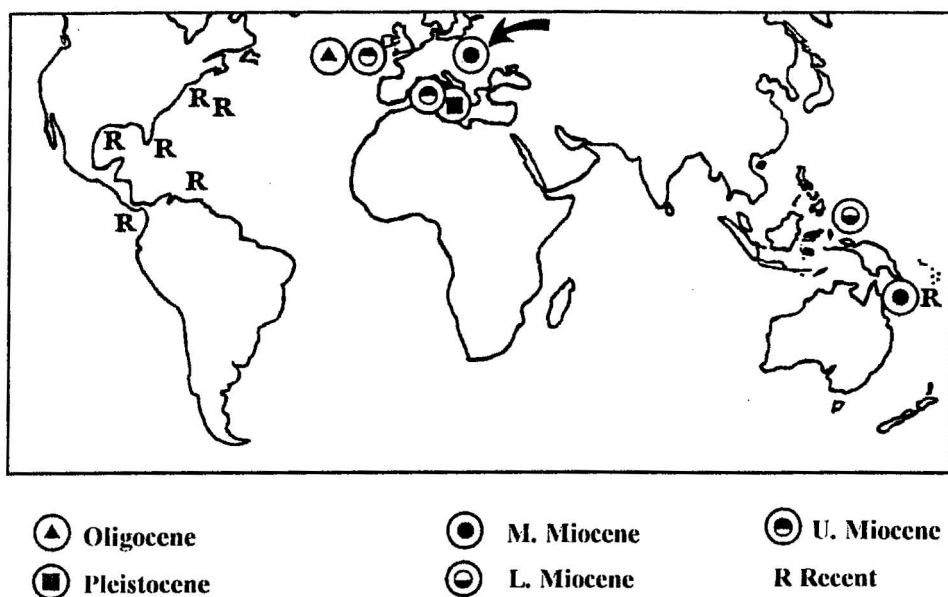 R
R
R
R
R
R
R
Oligocene
M. Miocene
U. Miocene
Pleistocene
L. Miocene
R Recent